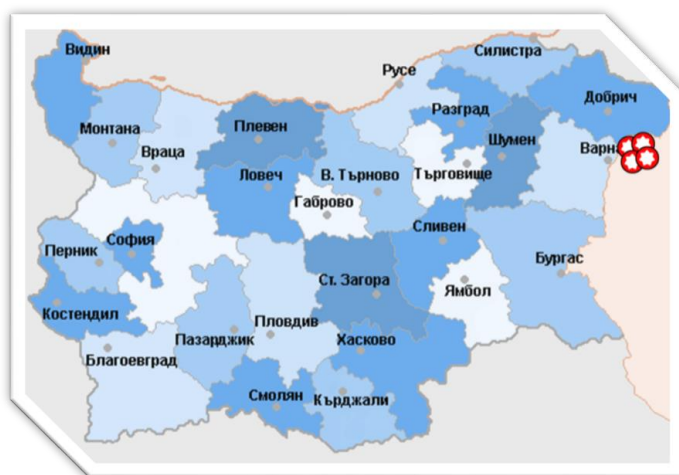 Видин
Силистра
Русе
Добрич
Разград
Монтана
Плевен
Шумен
Враца
Варн
Ловеч
В. Търново
Търговище
Габрово
Сливен
София
Перник
Бургас
Ст. Загора
Ямбол
Костендил
Пловдив
Пазарджик
Хасково
Благоевград
Смолян
Кърджали